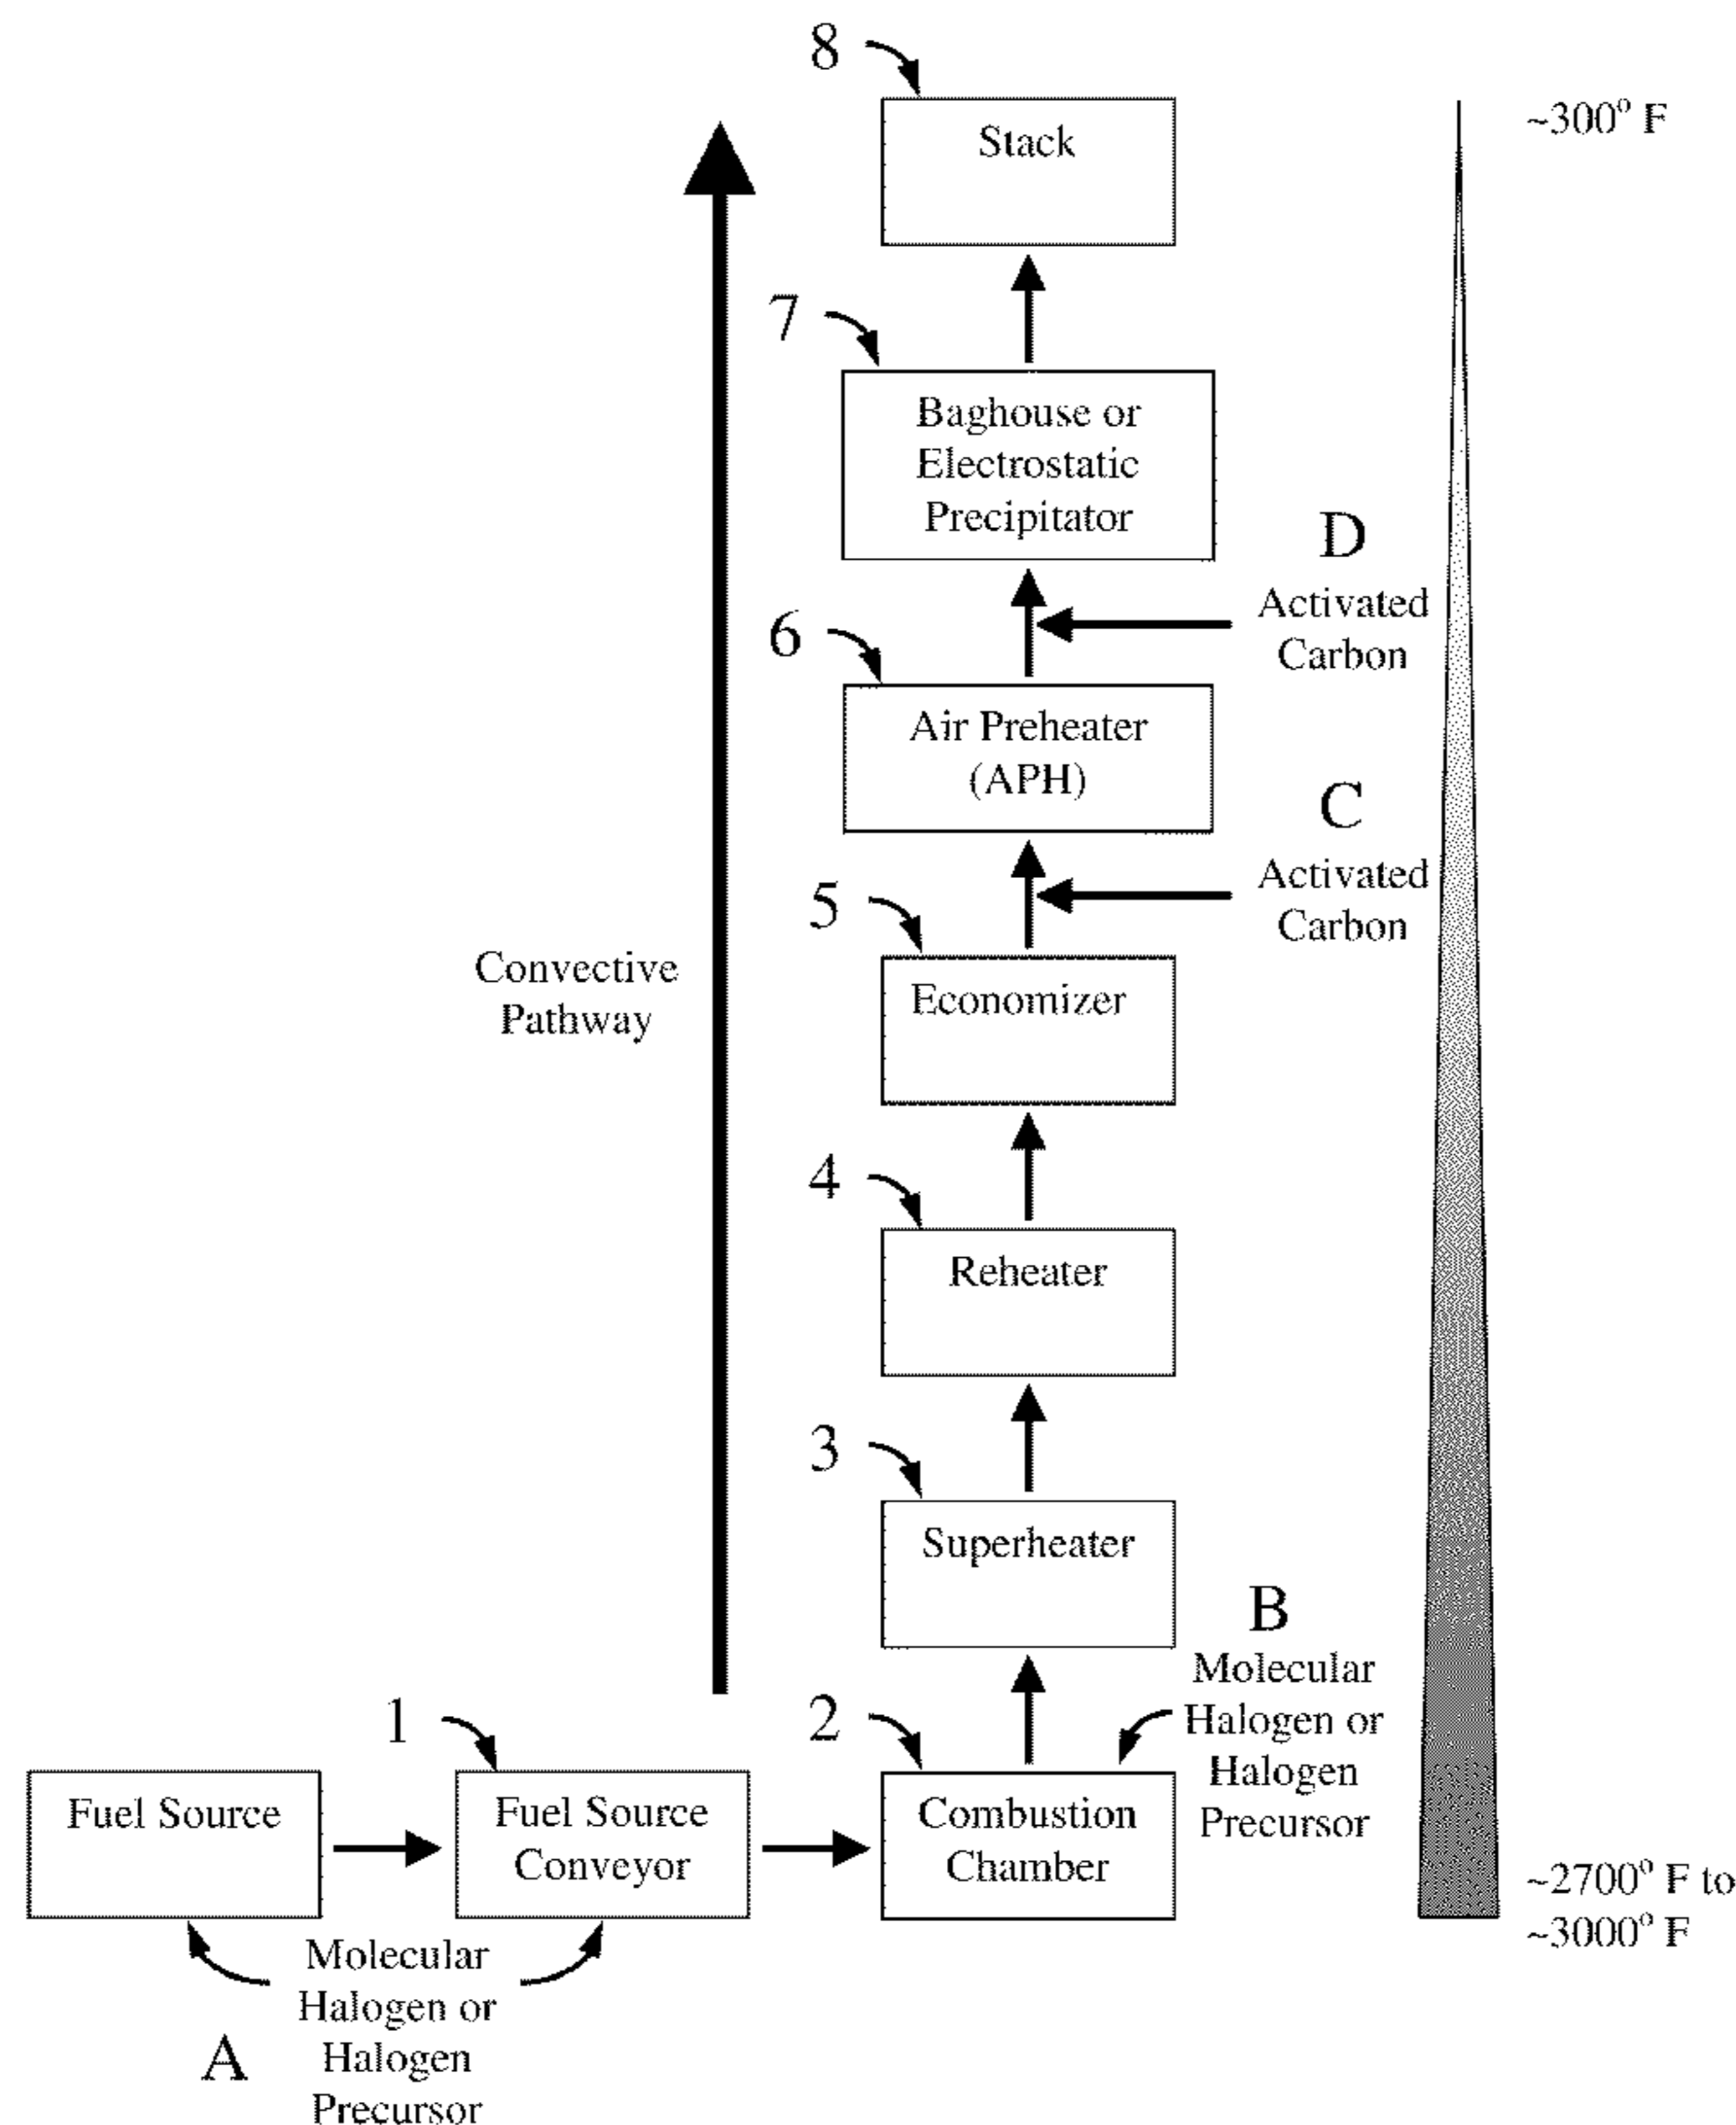 8
~300° F
Stack
7
Baghouse or
Electrostatic
Precipitator
D
Activated
Carbon
6
Air Preheater
(APH)
C
Activated
Carbon
5
Economizer
Convective
Pathway
4
Reheater
3
Superheater
B
Molecular
Halogen or
Halogen
Precursor
1
2
Fuel Source
Fuel Source
Conveyor
Combustion
Chamber
~2700° F to
~3000° F
A
Molecular
Halogen or
Halogen
Precursor